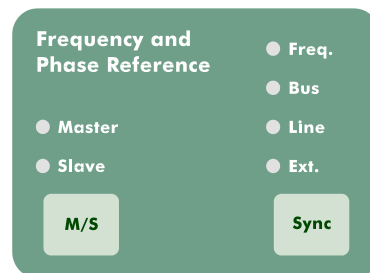 Frequency and
Phase Reference
Master
Slave
M/S
Freq.
Bus
Line
Ext.
Sync